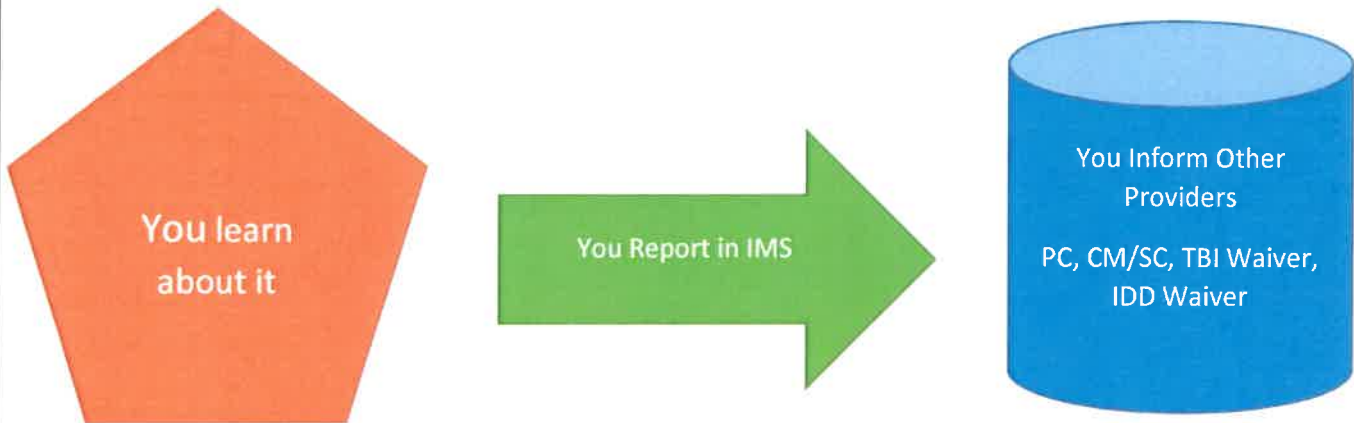 You learn
about it
You Report in IMS
You Inform Other
Providers
PC, CM/SC, TBI Waiver,
IDD Waiver